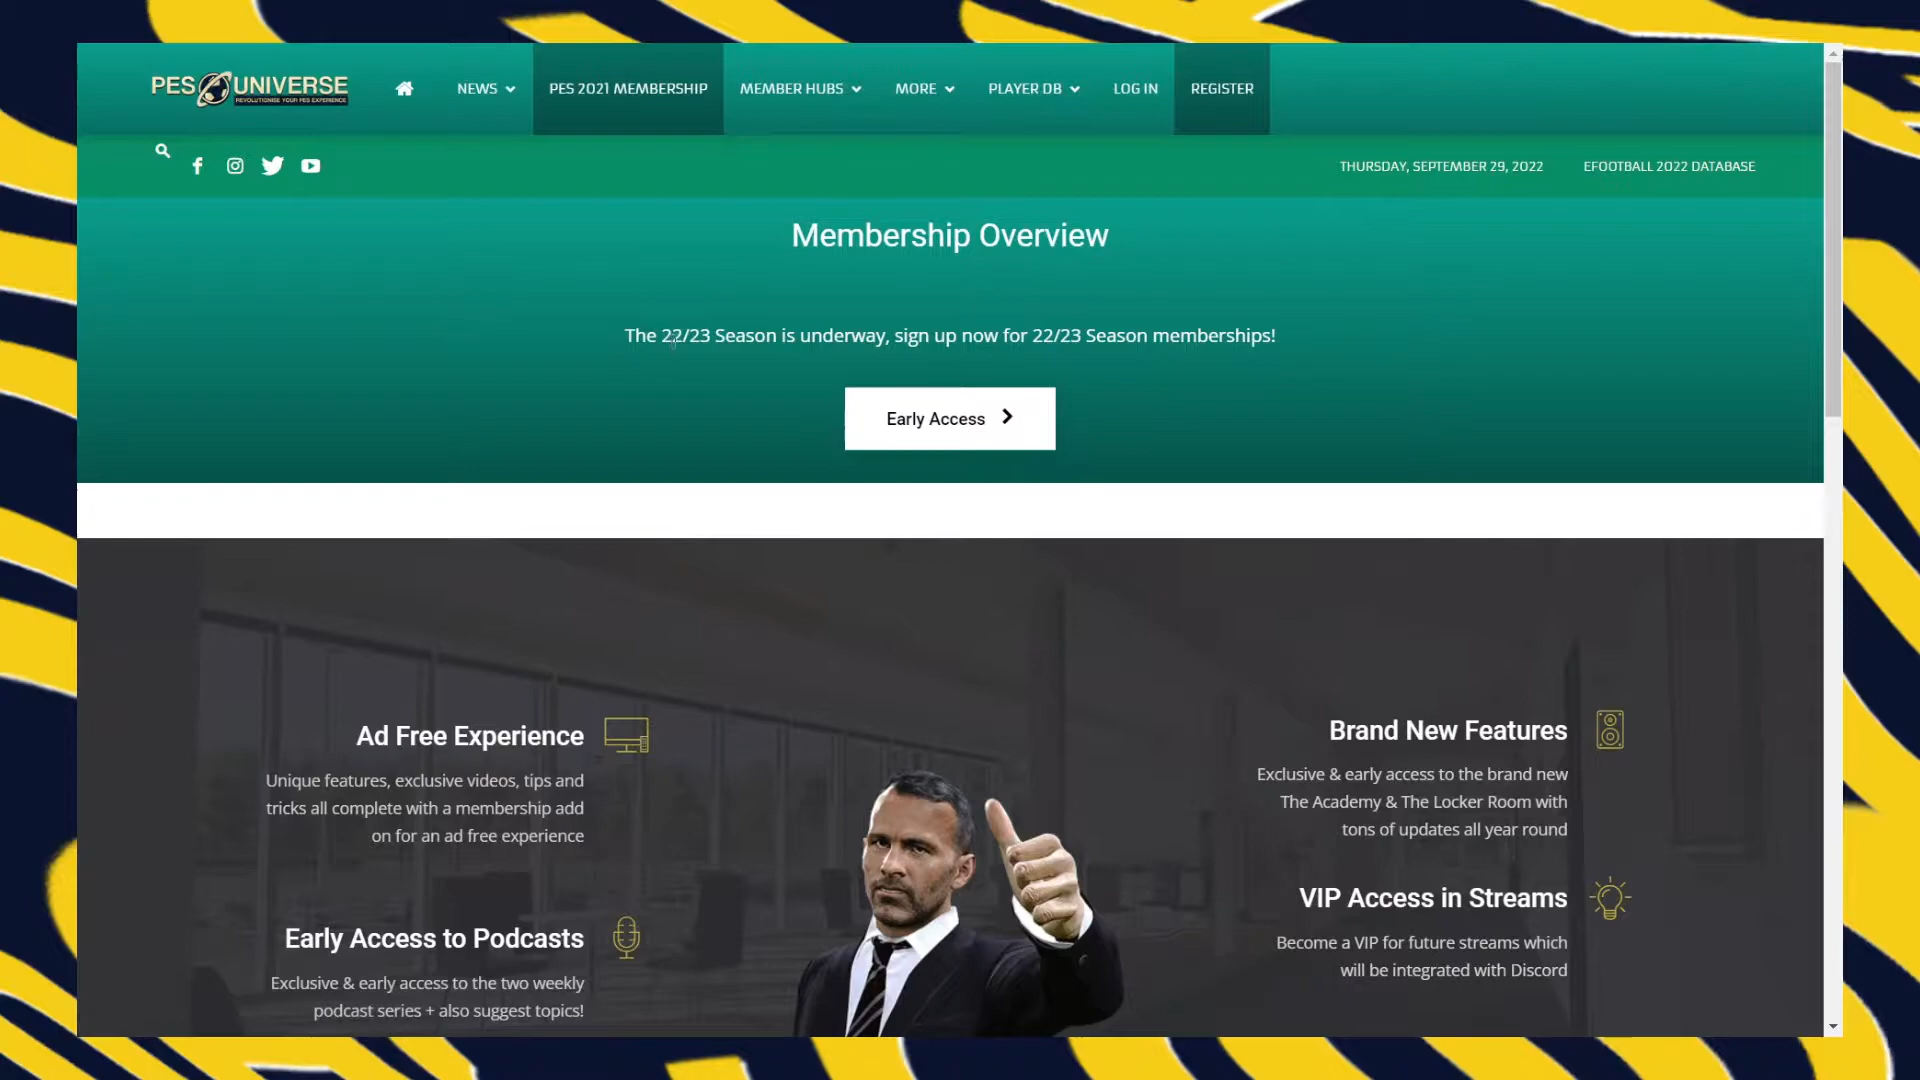 PES UNIVERSE
REVOLUTIONISE YOUR PES EXPERIENCE
NEWS
PES 2021 MEMBERSHIP
MEMBER HUBS
MORE
PLAYER DB
LOG IN
REGISTER
THURSDAY, SEPTEMBER 29, 2022
EFOOTBALL 2022 DATABASE
Membership Overview
The 22/23 Season is underway, sign up now for 22/23 Season memberships!
Early Access
Ad Free Experience
Unique features, exclusive videos, tips and
tricks all complete with a membership add
on for an ad free experience
Early Access to Podcasts
Exclusive & early access to the two weekly
podcast series + also suggest topics!
Brand New Features
Exclusive & early access to the brand new
The Academy & The Locker Room with
tons of updates all year round
VIP Access in Streams
Become a VIP for future streams which
will be integrated with Discord